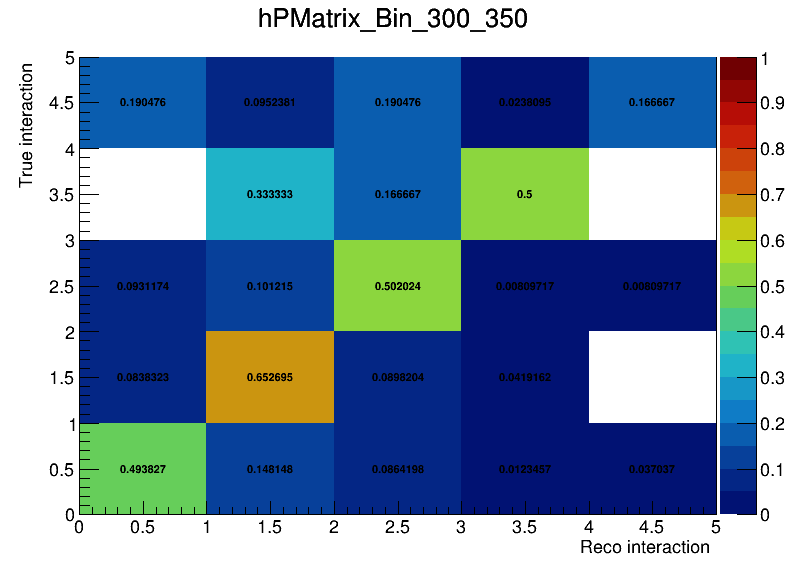 hPMatrix_Bin_300_350
True interaction
5
4.5
4
3.5
3
2.5
2
1.5
1
0.5
0
0.190476 0.0952381 0.190476 0.0238095 0.166667
0.333333 0.166667 0.5
0.0931174 0.101215 0.502024 0.00809717 0.00809717
0.0838323 0.652695 0.0898204 0.0419162
0.493827 0.148148 0.0864198 0.0123457 0.037037
0 0.5 1 1.5 2 2.5 3 3.5 4 4.5 5
Reco interaction
1
0.9
0.8
0.7
0.6
0.5
0.4
0.3
0.2
0.1
0